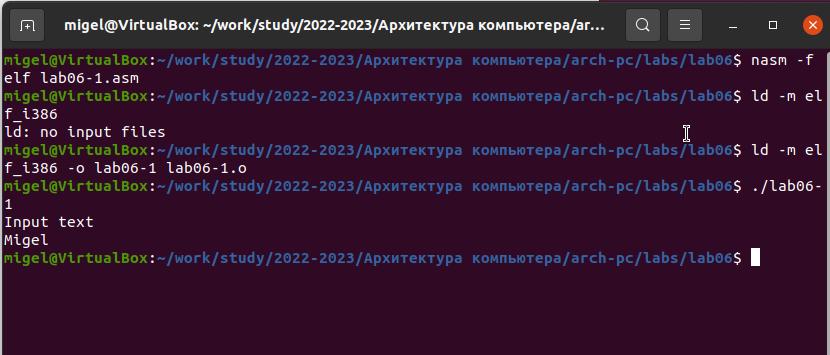 migel@VirtualBox: ~/work/study/2022-2023/Архитектура компьютера/ar...
migel@VirtualBox:~/work/study/2022-2023/Архитектура компьютера/arch-pc/labs/lab06$ nasm -f
elf lab06-1.asm
migel@VirtualBox:~/work/study/2022-2023/Архитектура компьютера/arch-pc/labs/lab06$ ld -m el
f_i386
ld: no input files
migel@VirtualBox:~/work/study/2022-2023/Архитектура компьютера/arch-pc/labs/lab06$ ld -m el
f_i386 -o lab06-1 lab06-1.o
migel@VirtualBox:~/work/study/2022-2023/Архитектура компьютера/arch-pc/labs/lab06$ ./lab06-
1
Input text
Migel
migel@VirtualBox:~/work/study/2022-2023/Архитектура компьютера/arch-pc/labs/lab06$